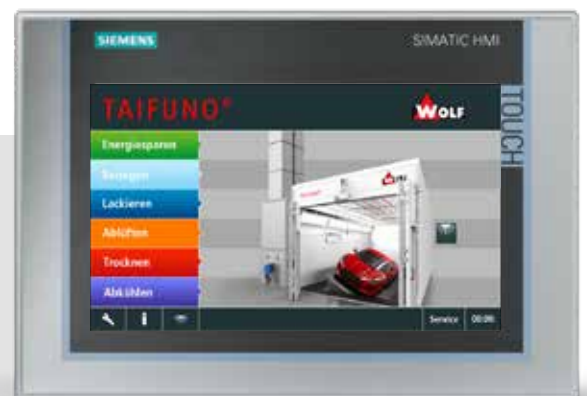 SIEMENS
SIMATIC HMI
TOUCH
TAIFUNO®
WOLF
Energiesparen
Lackieren
Ablüften
Trocknen
Abkühlen
Service